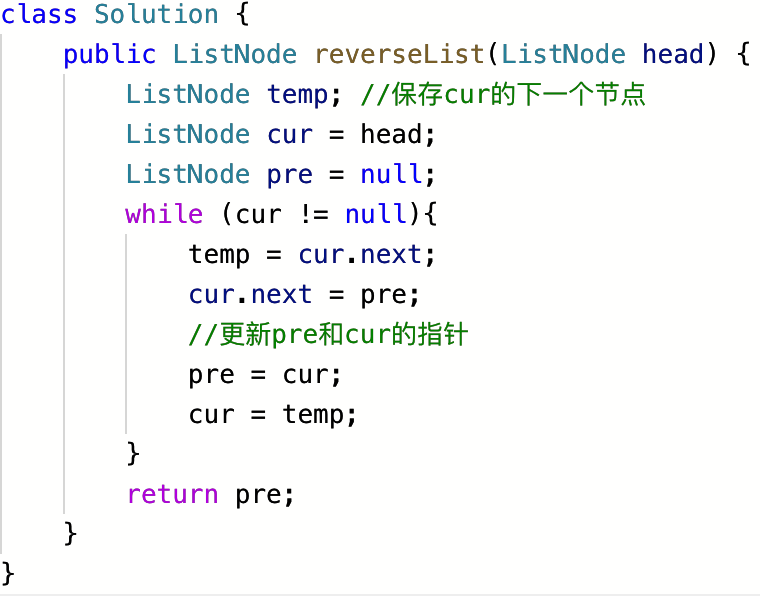 class Solution {
    public ListNode reverseList(ListNode head) {
        ListNode temp; //保存cur的下一个节点
        ListNode cur = head;
        ListNode pre = null;
        while (cur != null){
            temp = cur.next;
            cur.next = pre;
            //更新pre和cur的指针
            pre = cur;
            cur = temp;
        }
        return pre;
    }
}